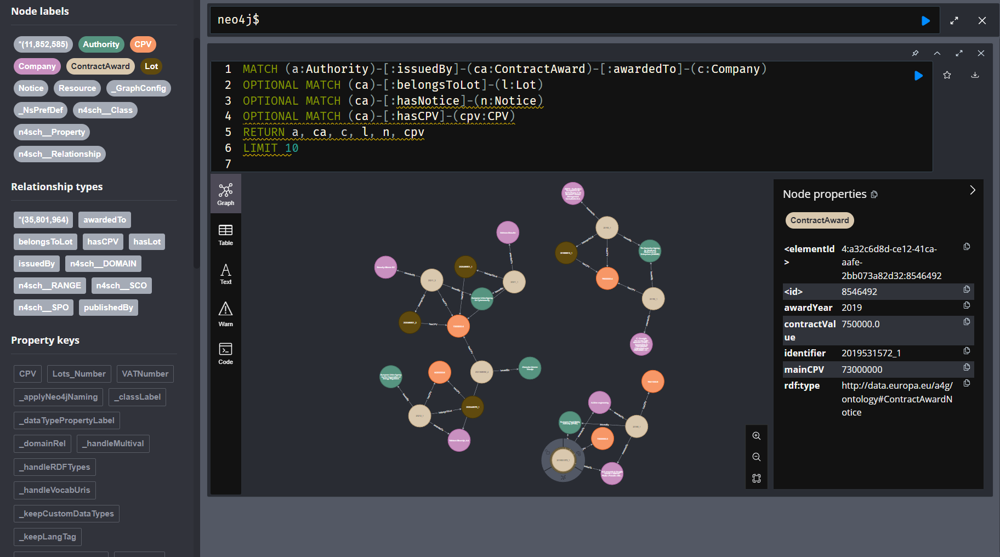 Node labels
*(11,852,585) Authority CPV
Company ContractAward Lot
Notice Resource _GraphConfig
_NsPrefDef n4sch__Class
n4sch__Property
n4sch__Relationship
Relationship types
*(35,801,964) awardedTo
belongsToLot hasCPV hasLot
issuedBy n4sch__DOMAIN
n4sch__RANGE n4sch__SCO
n4sch__SPO publishedBy
Property keys
CPV Lots_Number VATNumber
_applyNeo4jNaming _classLabel
_dataTypePropertyLabel
_domainRel _handleMultival
_handleRDFTypes
_handleVocabUris
_keepCustomDataTypes
_keepLangTag
neo4j$
1 MATCH (a:Authority)-[:issuedBy]-(ca:ContractAward)-[:awardedTo]-(c:Company)
2 OPTIONAL MATCH (ca)-[:belongsToLot]-(l:Lot)
3 OPTIONAL MATCH (ca)-[:hasNotice]-(n:Notice)
4 OPTIONAL MATCH (ca)-[:hasCPV]-(cpv:CPV)
5 RETURN a, ca, c, l, n, cpv
6 LIMIT 10
7
Graph
Table
Text
Warn
Code
Node properties
ContractAward
<elementId
> 4:a32c6d8d-ce12-41ca-
aafe-
2bb073a82d32:8546492
<id> 8546492
awardYear 2019
contractVal
ue 750000.0
identifier 2019531572_1
mainCPV 73000000
rdf:type http://data.europa.eu/a4g/
ontology#ContractAwardN
otice